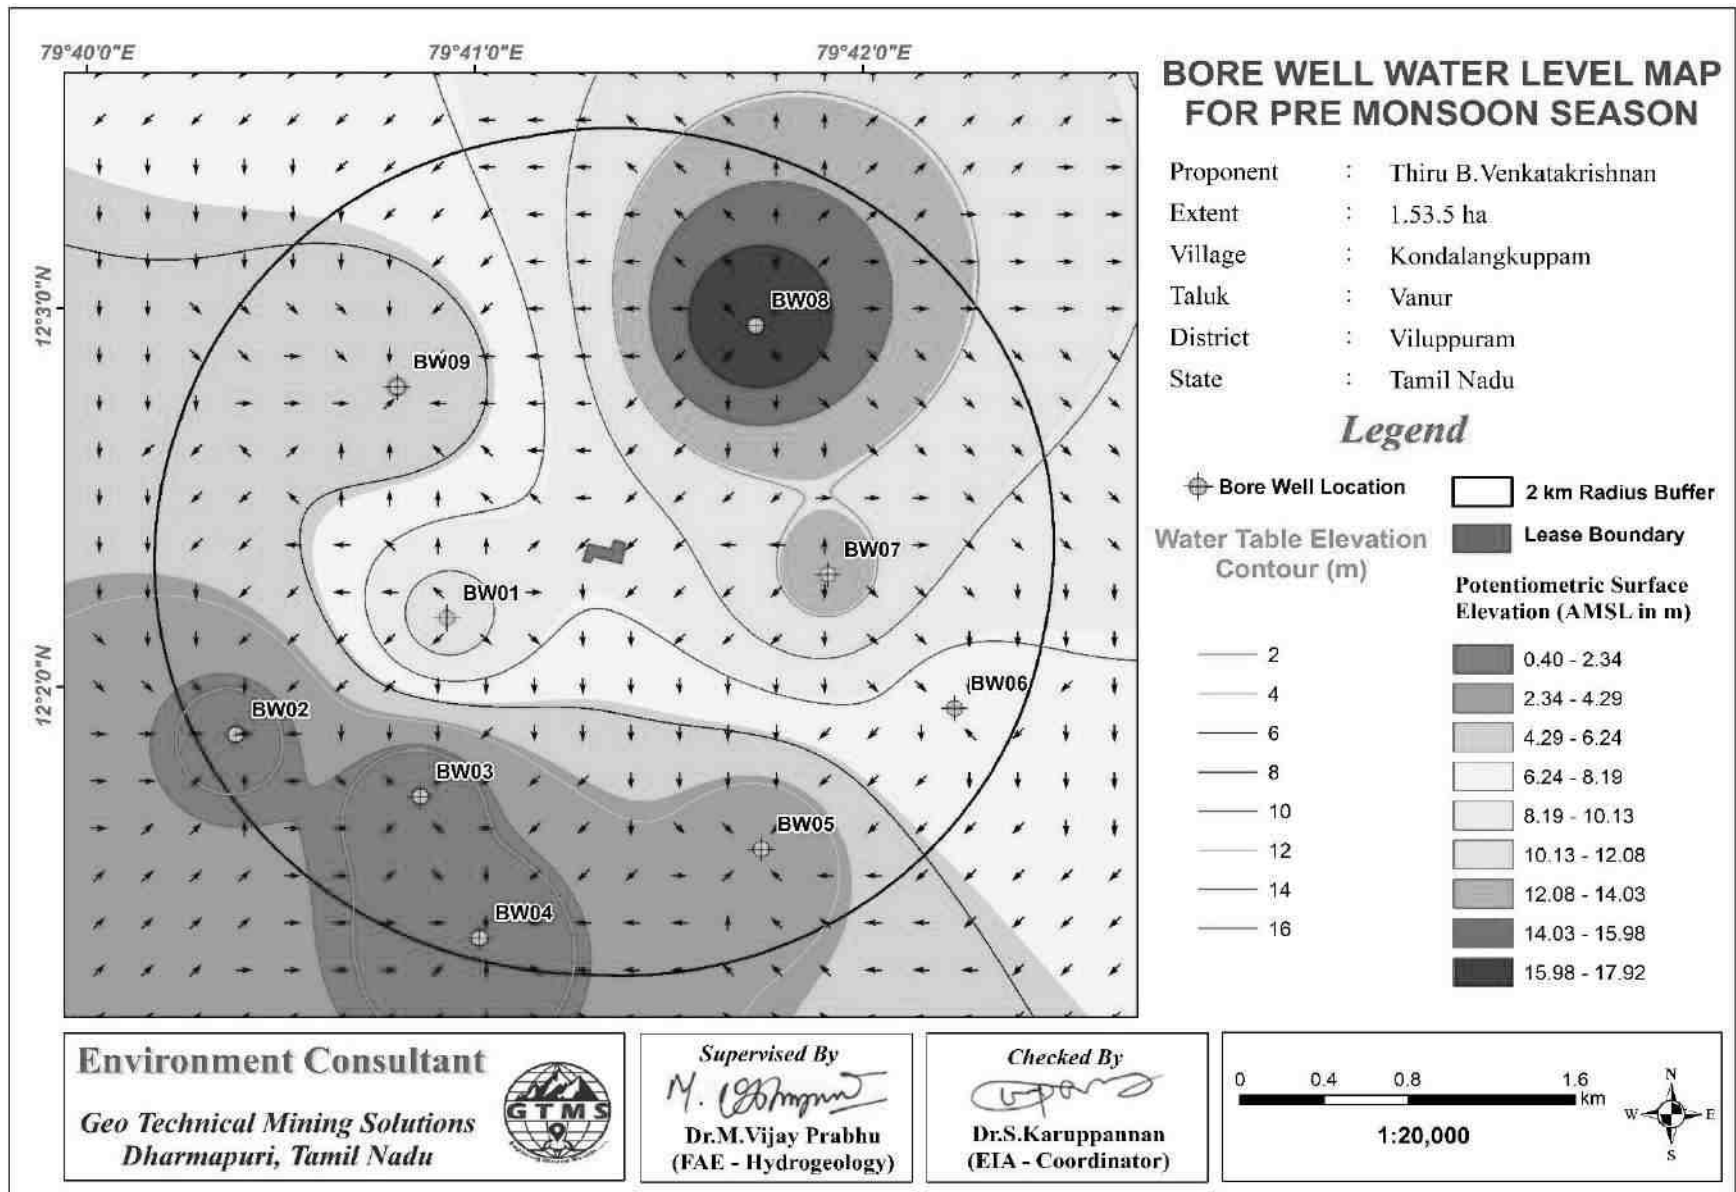 79°40'0"E 79°41'0"E 79°42'0"E
12°3'0"N
12°2'0"N
BW08
BW09
BW07
BW01
BW06
BW02
BW03
BW05
BW04
BORE WELL WATER LEVEL MAP
FOR PRE MONSOON SEASON
Proponent : Thiru B.Venkatakrishnan
Extent : 1.53.5 ha
Village : Kondalangkuppam
Taluk : Vanur
District : Viluppuram
State : Tamil Nadu
Legend
Bore Well Location
2 km Radius Buffer
Lease Boundary
Water Table Elevation
Contour (m)
2
4
6
8
10
12
14
16
Potentiometric Surface
Elevation (AMSL in m)
0.40 - 2.34
2.34 - 4.29
4.29 - 6.24
6.24 - 8.19
8.19 - 10.13
10.13 - 12.08
12.08 - 14.03
14.03 - 15.98
15.98 - 17.92
Environment Consultant
Geo Technical Mining Solutions
Dharmapuri, Tamil Nadu
GTMS
Supervised By
Dr.M.Vijay Prabhu
(FAE - Hydrogeology)
Checked By
Dr.S.Karuppannan
(EIA - Coordinator)
0 0.4 0.8 1.6
km
1:20,000
N
W E
S